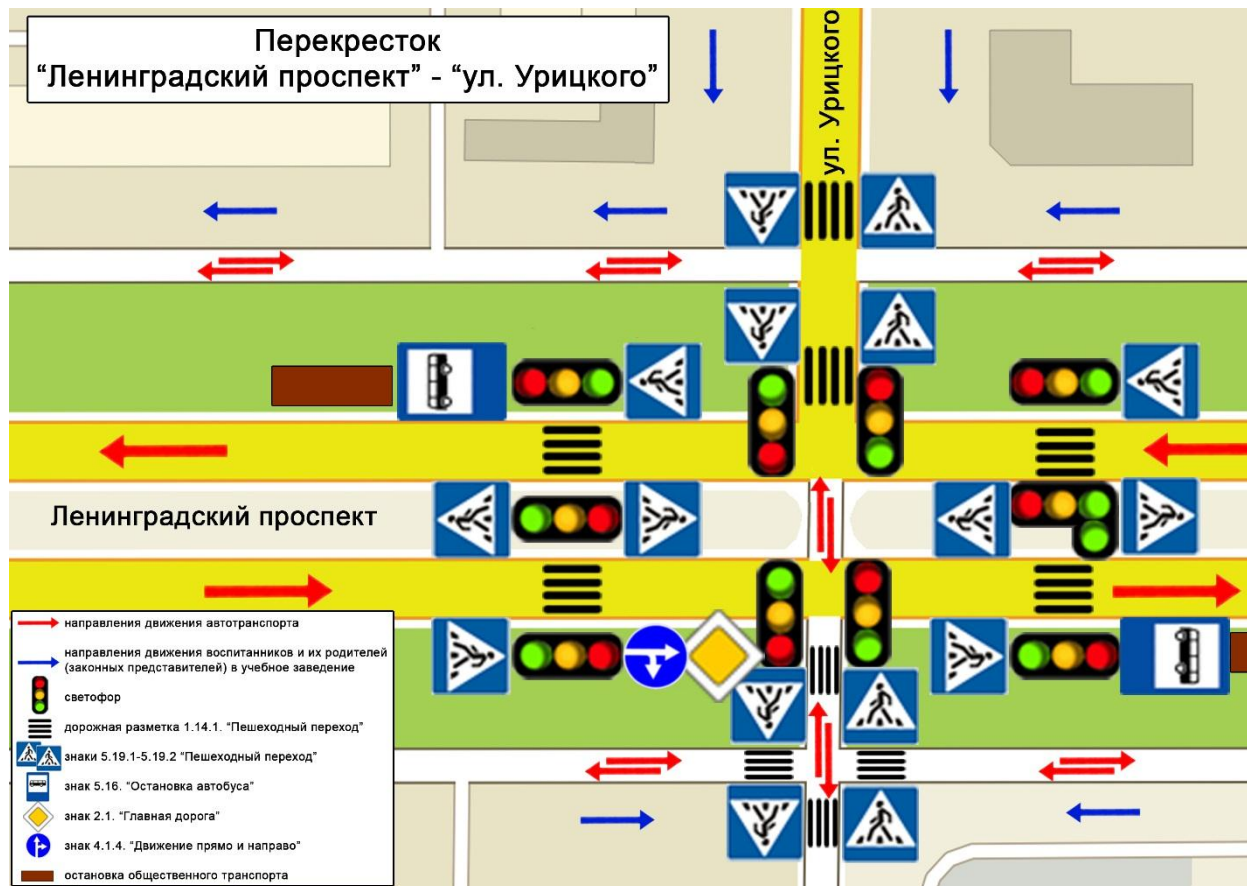 Перекресток
“Ленинградский проспект” - “ул. Урицкого”
ул. Урицкого
Ленинградский проспект
направления движения автотранспорта
направления движения воспитанников и их родителей
(законных представителей) в учебное заведение
светофор
дорожная разметка 1.14.1. “Пешеходный переход”
знаки 5.19.1-5.19.2 “Пешеходный переход”
знак 5.16. “Остановка автобуса”
знак 2.1. “Главная дорога”
знак 4.1.4. “Движение прямо и направо”
остановка общественного транспорта